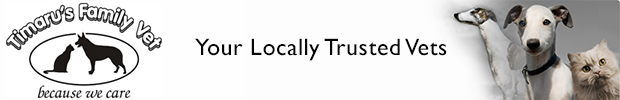 Timaru's Family Vet
because we care
Your Locally Trusted Vets